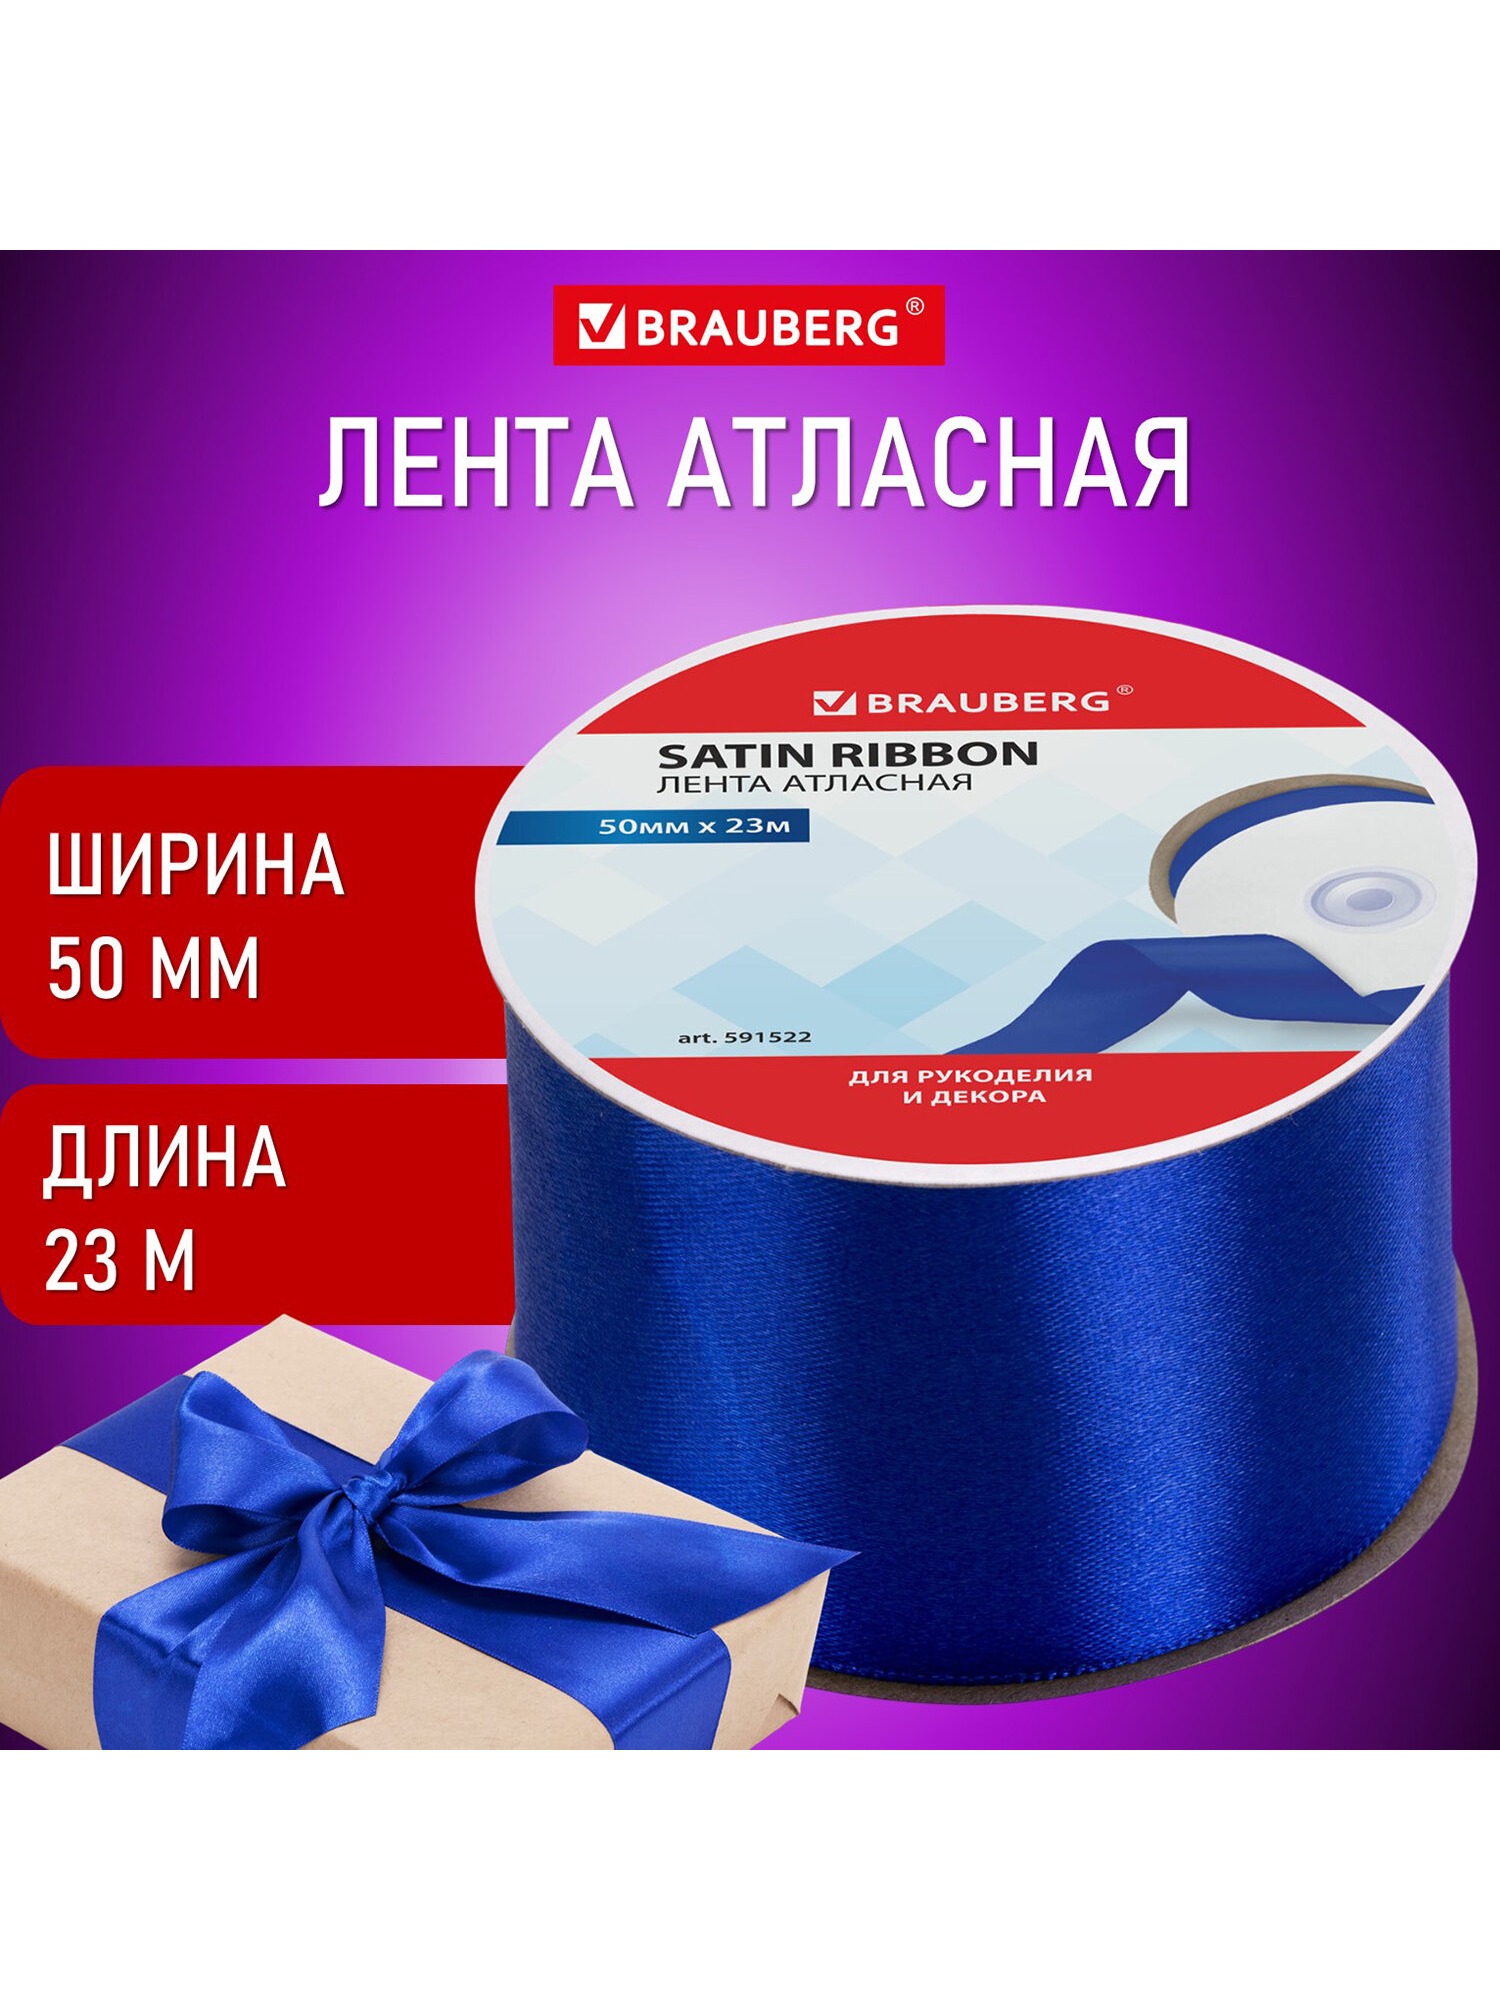 BRAUBERG®
ЛЕНТА АТЛАСНАЯ
BRAUBERG®
SATIN RIBBON
ЛЕНТА АТЛАСНАЯ
50мм х 23м
art. 591522
ДЛЯ РУКОДЕЛИЯ
И ДЕКОРА
ШИРИНА
50 ММ
ДЛИНА
23 М